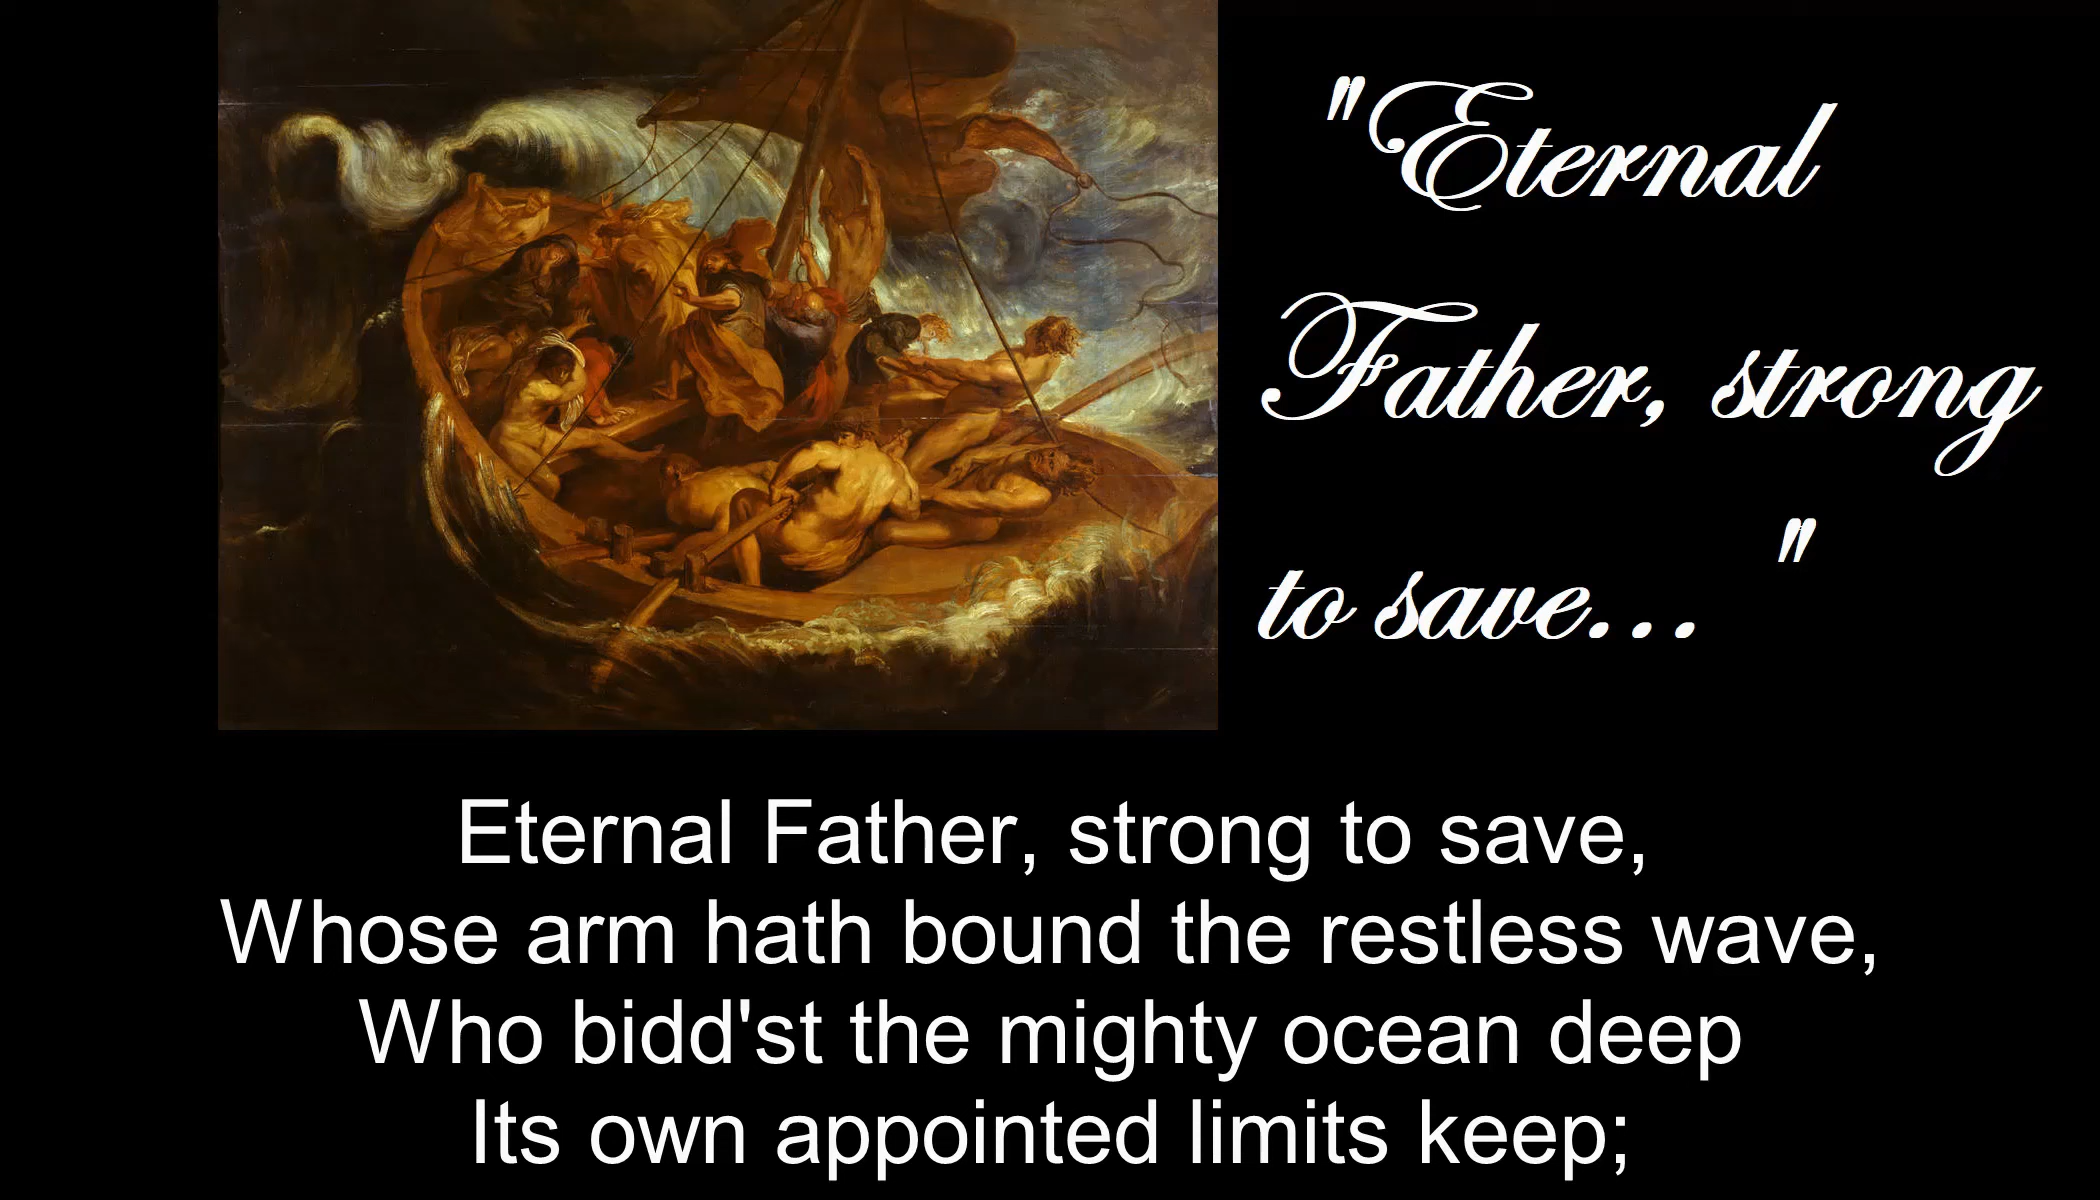 "Eternal
Father, strong
to save..."
Eternal Father, strong to save,
Whose arm hath bound the restless wave,
Who bidd'st the mighty ocean deep
Its own appointed limits keep;